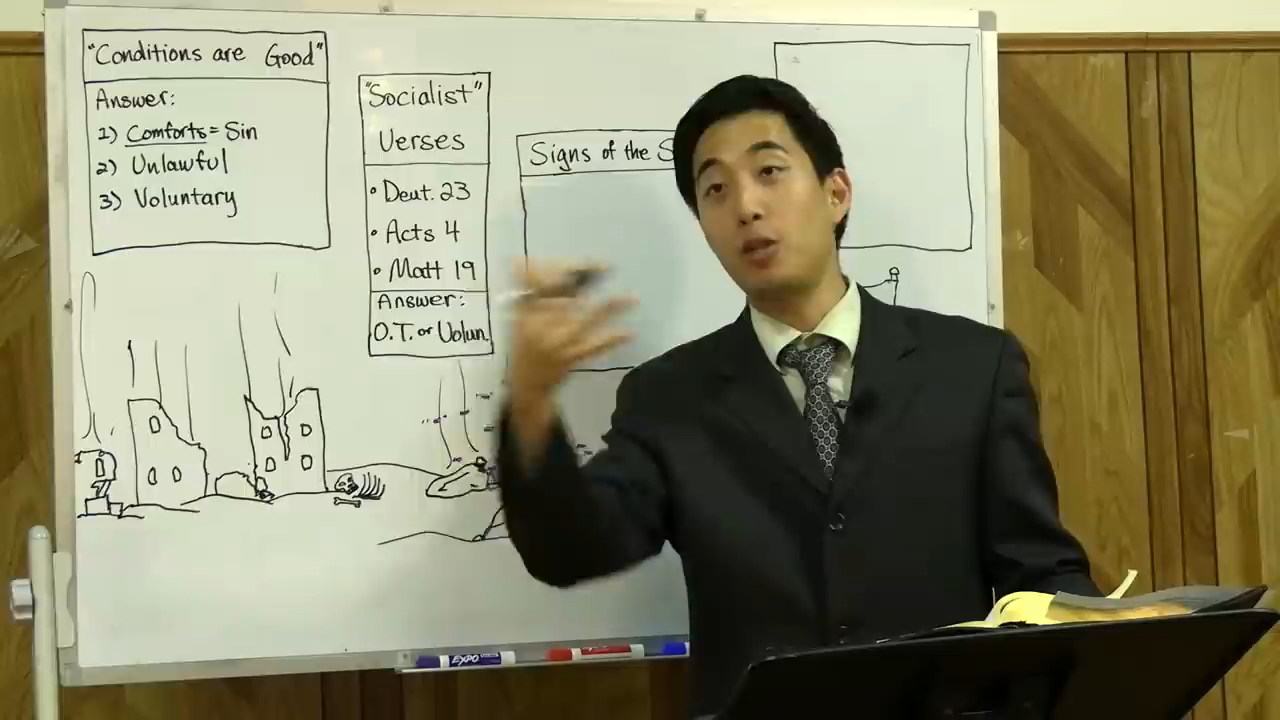 "Conditions are Good"
Answer:
1) Comforts = Sin
2) Unlawful
3) Voluntary
"Socialist"
Verses
• Deut. 23
• Acts 4
• Matt 19
Answer:
O.T. or Volun.
Signs of the S
EXPO